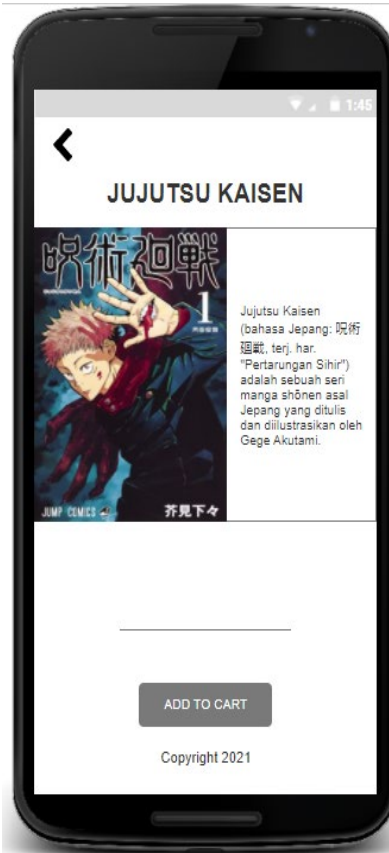 1:45
JUJUTSU KAISEN
呪術廻戦
1
芥見下々
JUMP COMICS
Jujutsu Kaisen
(bahasa Jepang: 呪術
廻戦, terj. har.
"Pertarungan Sihir")
adalah sebuah seri
manga shōnen asal
Jepang yang ditulis
dan diilustrasikan oleh
Gege Akutami.
ADD TO CART
Copyright 2021